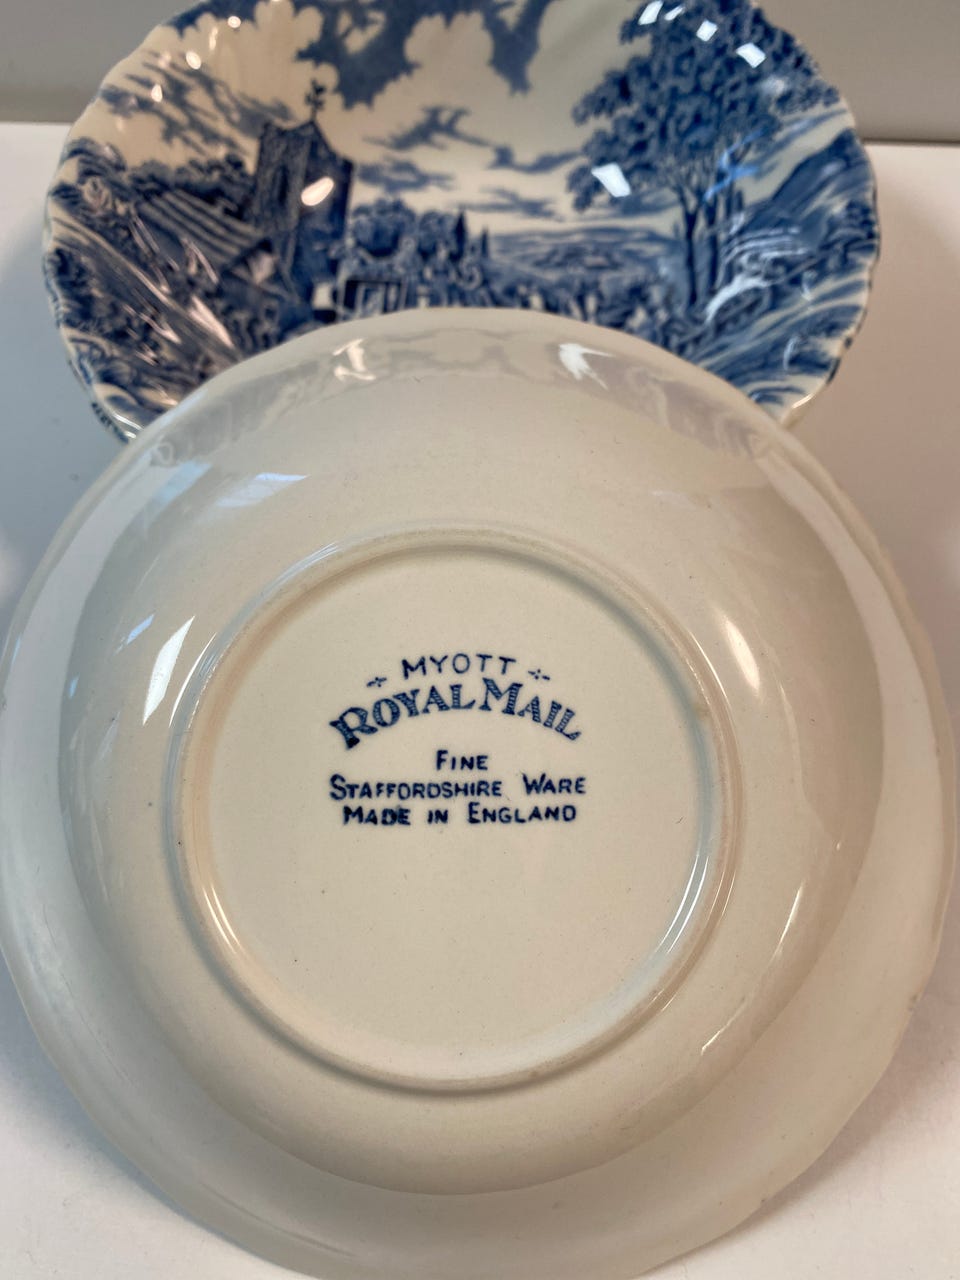 MYOTT
ROYAL MAIL
FINE
STAFFORDSHIRE WARE
MADE IN ENGLAND